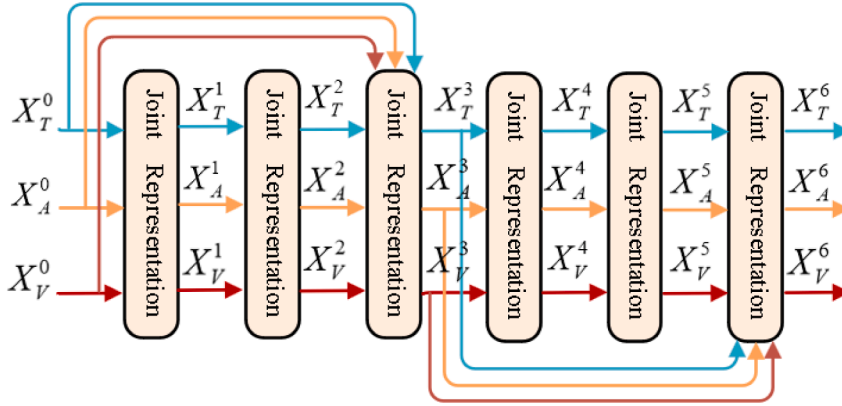 X_T^0 X_T^1 X_T^2 X_T^3 X_T^4 X_T^5 X_T^6
X_A^0 X_A^1 X_A^2 X_A^3 X_A^4 X_A^5 X_A^6
X_V^0 X_V^1 X_V^2 X_V^3 X_V^4 X_V^5 X_V^6
Joint Representation
Joint Representation
Joint Representation
Joint Representation
Joint Representation
Joint Representation